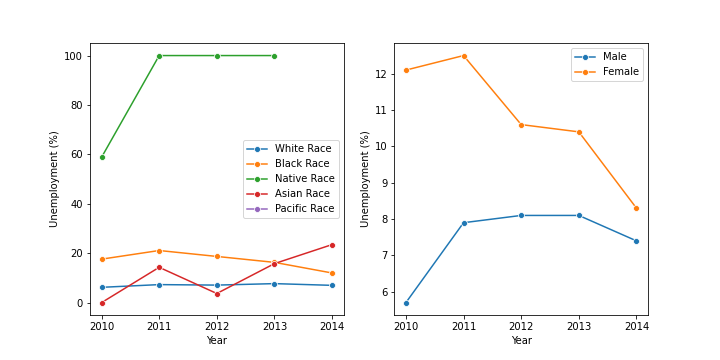 100
80
60
40
20
0
Unemployment (%)
White Race
Black Race
Native Race
Asian Race
Pacific Race
2010 2011 2012 2013 2014
Year
12
11
10
9
8
7
6
Unemployment (%)
Male
Female
2010 2011 2012 2013 2014
Year